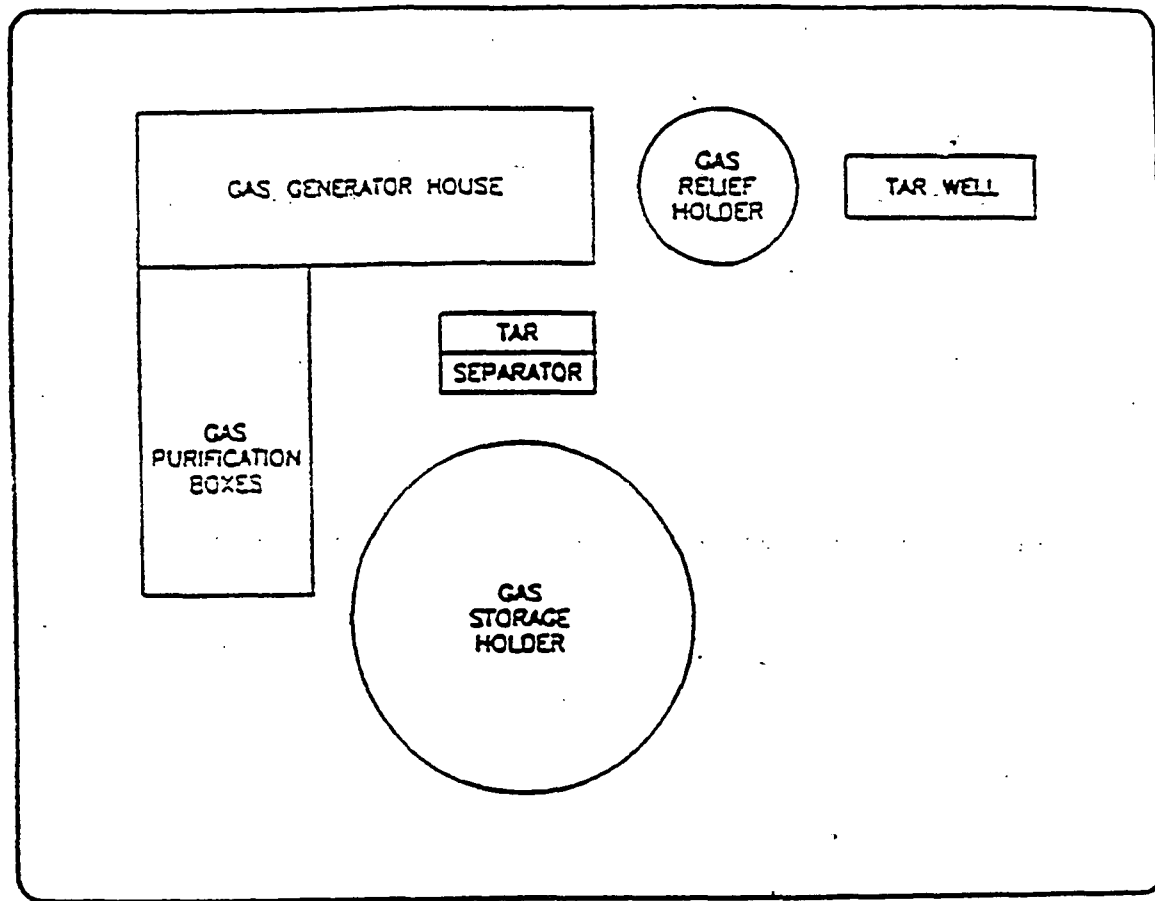 GAS GENERATOR HOUSE
GAS
RELIEF
HOLDER
TAR WELL
TAR
SEPARATOR
GAS
PURIFICATION
BOXES
GAS
STORAGE
HOLDER